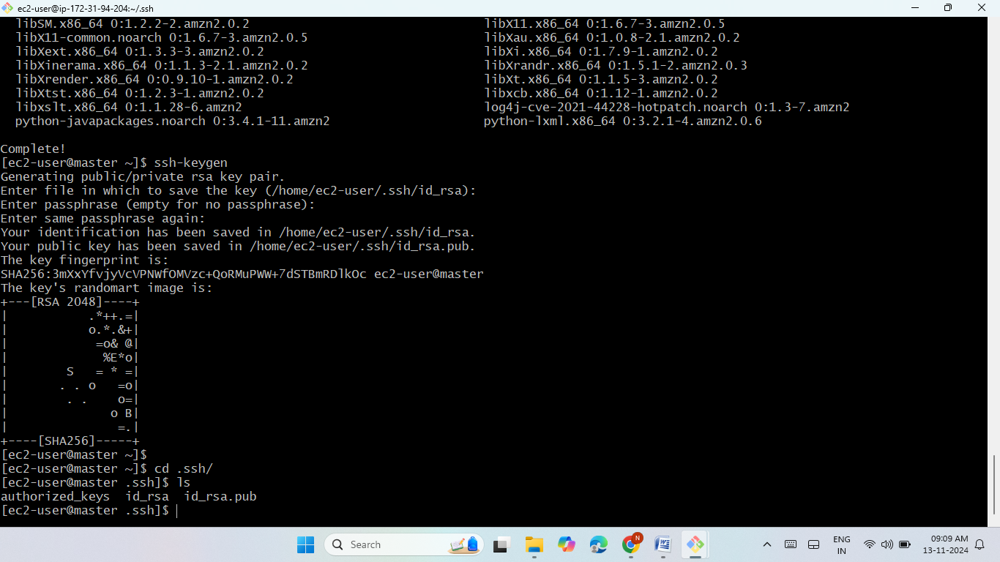 ec2-user@ip-172-31-94-204:~/.ssh
  libSM.x86_64 0:1.2.2-2.amzn2.0.2                                libX11.x86_64 0:1.6.7-3.amzn2.0.5
  libX11-common.noarch 0:1.6.7-3.amzn2.0.5                        libXau.x86_64 0:1.0.8-2.1.amzn2.0.2
  libXext.x86_64 0:1.3.3-3.amzn2.0.2                              libXi.x86_64 0:1.7.9-1.amzn2.0.2
  libXinerama.x86_64 0:1.1.3-2.1.amzn2.0.2                        libXrandr.x86_64 0:1.5.1-2.amzn2.0.3
  libXrender.x86_64 0:0.9.10-1.amzn2.0.2                          libXt.x86_64 0:1.1.5-3.amzn2.0.2
  libXtst.x86_64 0:1.2.3-1.amzn2.0.2                              libxcb.x86_64 0:1.12-1.amzn2.0.2
  libxslt.x86_64 0:1.1.28-6.amzn2                                 log4j-cve-2021-44228-hotpatch.noarch 0:1.3-7.amzn2
  python-javapackages.noarch 0:3.4.1-11.amzn2                     python-lxml.x86_64 0:3.2.1-4.amzn2.0.6
Complete!
[ec2-user@master ~]$ ssh-keygen
Generating public/private rsa key pair.
Enter file in which to save the key (/home/ec2-user/.ssh/id_rsa):
Enter passphrase (empty for no passphrase):
Enter same passphrase again:
Your identification has been saved in /home/ec2-user/.ssh/id_rsa.
Your public key has been saved in /home/ec2-user/.ssh/id_rsa.pub.
The key fingerprint is:
SHA256:3mXxYfvjyVcVPNWfOMVzc+QoRMuPWW+7dSTBmRDlkOc ec2-user@master
The key's randomart image is:
+---[RSA 2048]----+
|           .*++.=|
|           o.*.&+|
|            =o& @|
|             %E*o|
|        S   = * =|
|       . . o   =o|
|        . .    o=|
|              o B|
|               =.|
+----[SHA256]-----+
[ec2-user@master ~]$
[ec2-user@master ~]$ cd .ssh/
[ec2-user@master .ssh]$ ls
authorized_keys  id_rsa  id_rsa.pub
[ec2-user@master .ssh]$
Search
N
ENG
IN
09:09 AM
13-11-2024